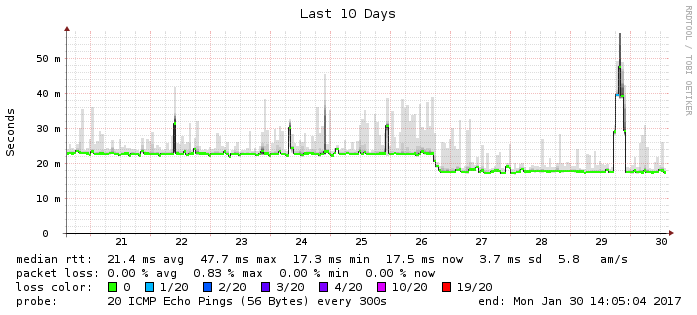 Last 10 Days
RRDTOOL / TOBI OETIKER
Seconds
50 m
40 m
30 m
20 m
10 m
0
21 22 23 24 25 26 27 28 29 30
median rtt: 21.4 ms avg 47.7 ms max 17.3 ms min 17.5 ms now 3.7 ms sd 5.8 am/s
packet loss: 0.00 % avg 0.83 % max 0.00 % min 0.00 % now
loss color: 0 1/20 2/20 3/20 4/20 10/20 19/20
probe: 20 ICMP Echo Pings (56 Bytes) every 300s end: Mon Jan 30 14:05:04 2017